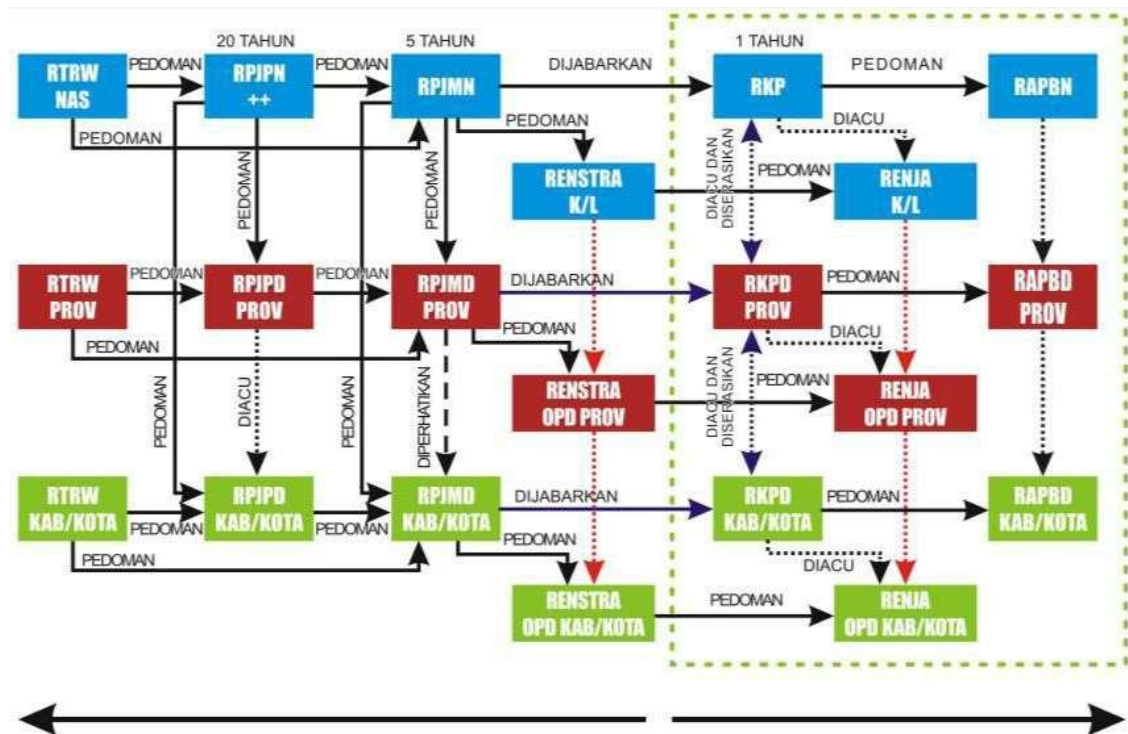 20 TAHUN
5 TAHUN
1 TAHUN
RTRW
NAS
PEDOMAN
RPJPN
++
PEDOMAN
RPJMN
DIJABARKAN
RKP
PEDOMAN
RAPBN
PEDOMAN
PEDOMAN
DIACU
PEDOMAN
PEDOMAN
RENSTRA
K/L
PEDOMAN
DIACU DAN
DISERASIKAN
RENJA
K/L
RTRW
PROV
PEDOMAN
RPJPD
PROV
PEDOMAN
RPJMD
PROV
DIJABARKAN
RKPD
PROV
PEDOMAN
RAPBD
PROV
PEDOMAN
PEDOMAN
DIACU
PEDOMAN
DIACU
PEDOMAN
DIPERHATIKAN
RENSTRA
OPD PROV
PEDOMAN
DIACU DAN
DISERASIKAN
RENJA
OPD PROV
RTRW
KAB/KOTA
PEDOMAN
RPJPD
KAB/KOTA
PEDOMAN
RPJMD
KAB/KOTA
DIJABARKAN
RKPD
KAB/KOTA
PEDOMAN
RAPBD
KAB/KOTA
PEDOMAN
PEDOMAN
DIACU
RENSTRA
OPD KAB/KOTA
PEDOMAN
RENJA
OPD KAB/KOTA